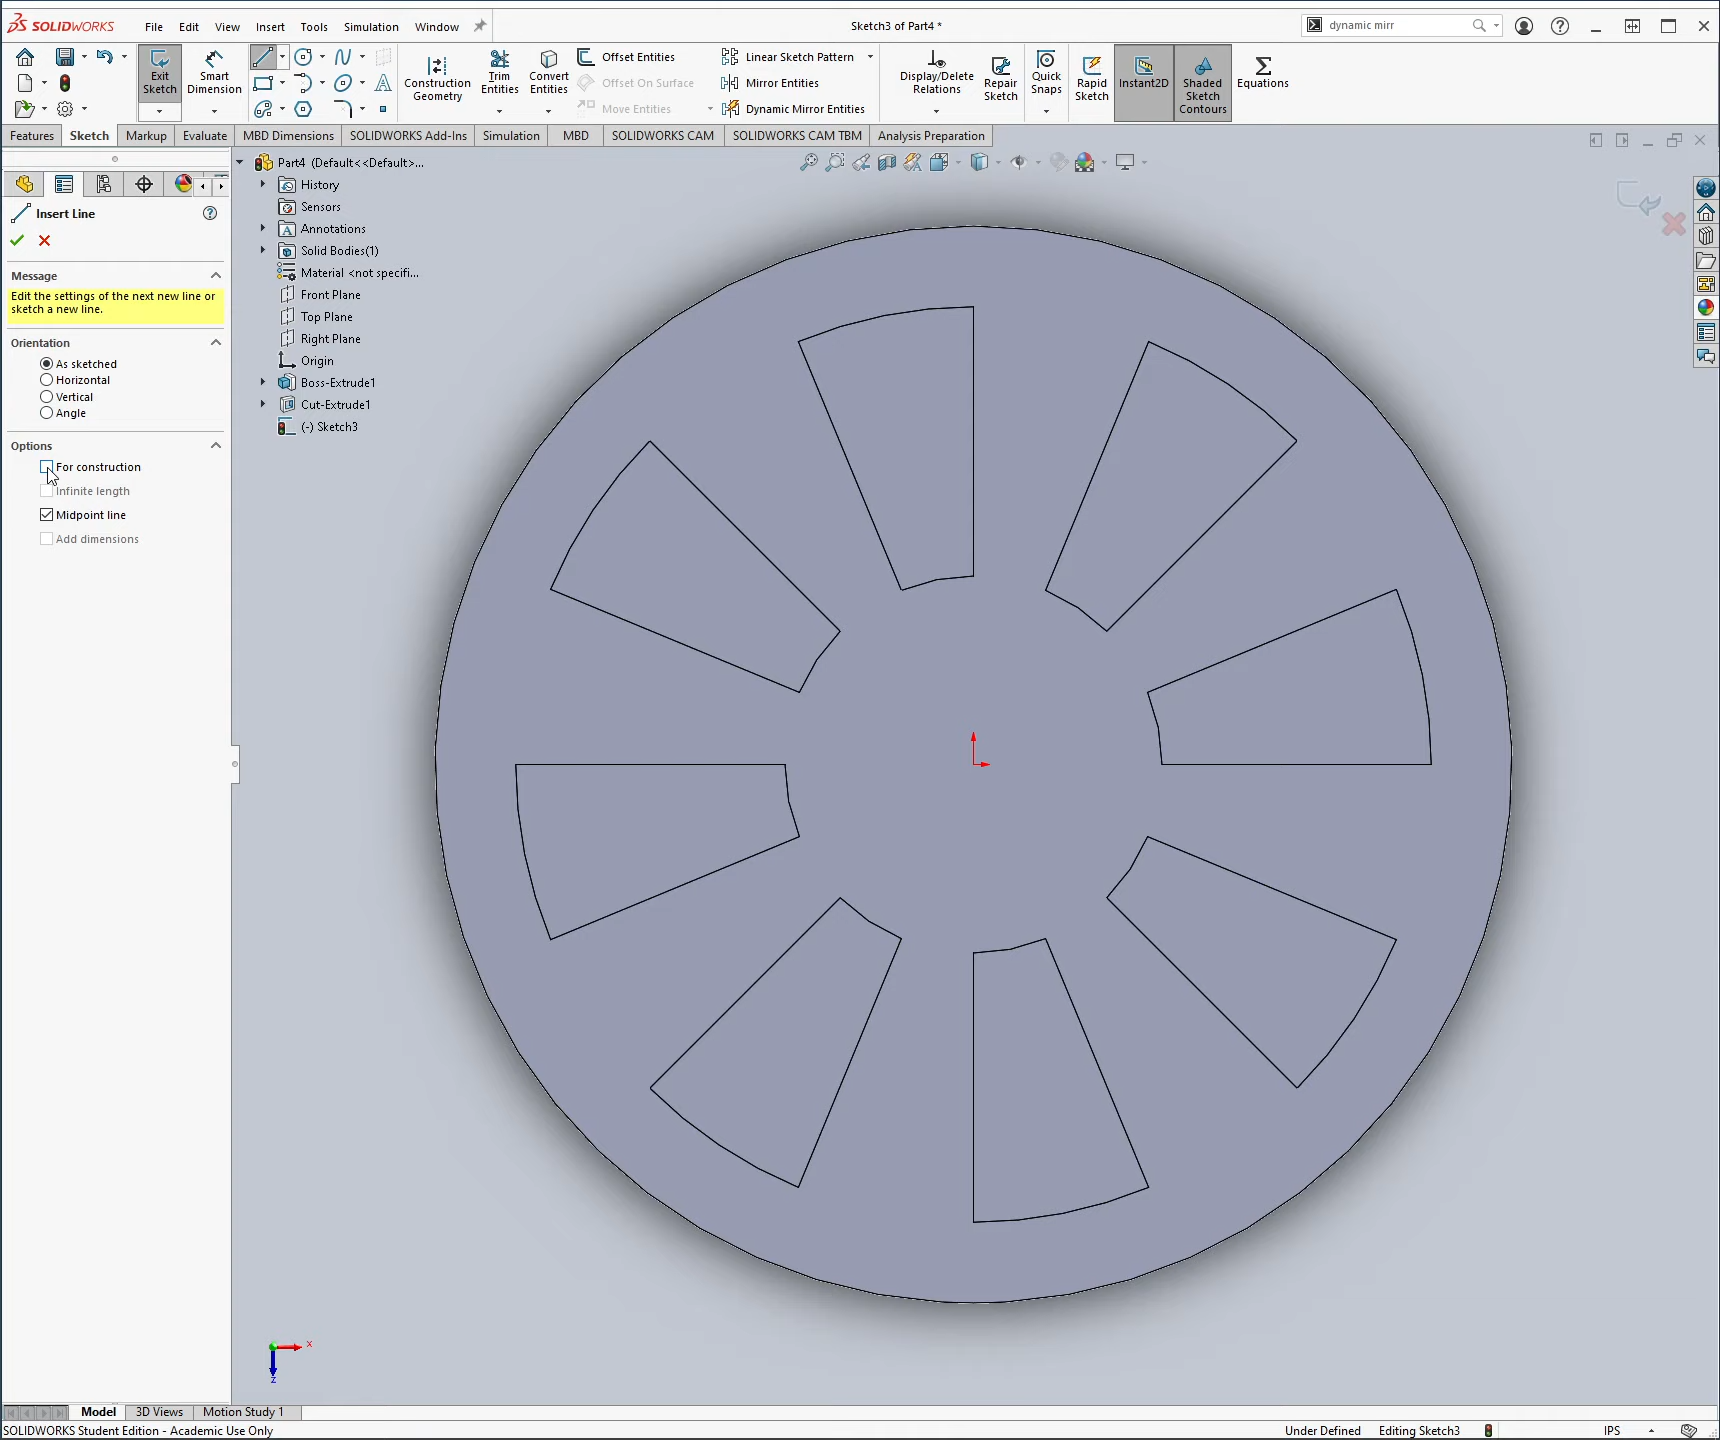 SOLIDWORKS File Edit View Insert Tools Simulation Window Sketch3 of Part4 * dynamic mirr
Exit Sketch
Smart Dimension
Construction Geometry
Trim Entities
Convert Entities
Offset Entities
Offset On Surface
Move Entities
Linear Sketch Pattern
Mirror Entities
Dynamic Mirror Entities
Display/Delete Relations
Repair Sketch
Quick Snaps
Rapid Sketch
Instant2D
Shaded Sketch Contours
Equations
Features Sketch Markup Evaluate MBD Dimensions SOLIDWORKS Add-Ins Simulation MBD SOLIDWORKS CAM SOLIDWORKS CAM TBM Analysis Preparation
Insert Line
Message
Edit the settings of the next new line or
sketch a new line.
Orientation
As sketched
Horizontal
Vertical
Angle
Options
For construction
Infinite length
Midpoint line
Add dimensions
Part4 (Default<<Default>...
History
Sensors
Annotations
Solid Bodies(1)
Material <not specifi...
Front Plane
Top Plane
Right Plane
Origin
Boss-Extrude1
Cut-Extrude1
(-) Sketch3
x
z
Model 3D Views Motion Study 1
SOLIDWORKS Student Edition - Academic Use Only Under Defined Editing Sketch3 IPS